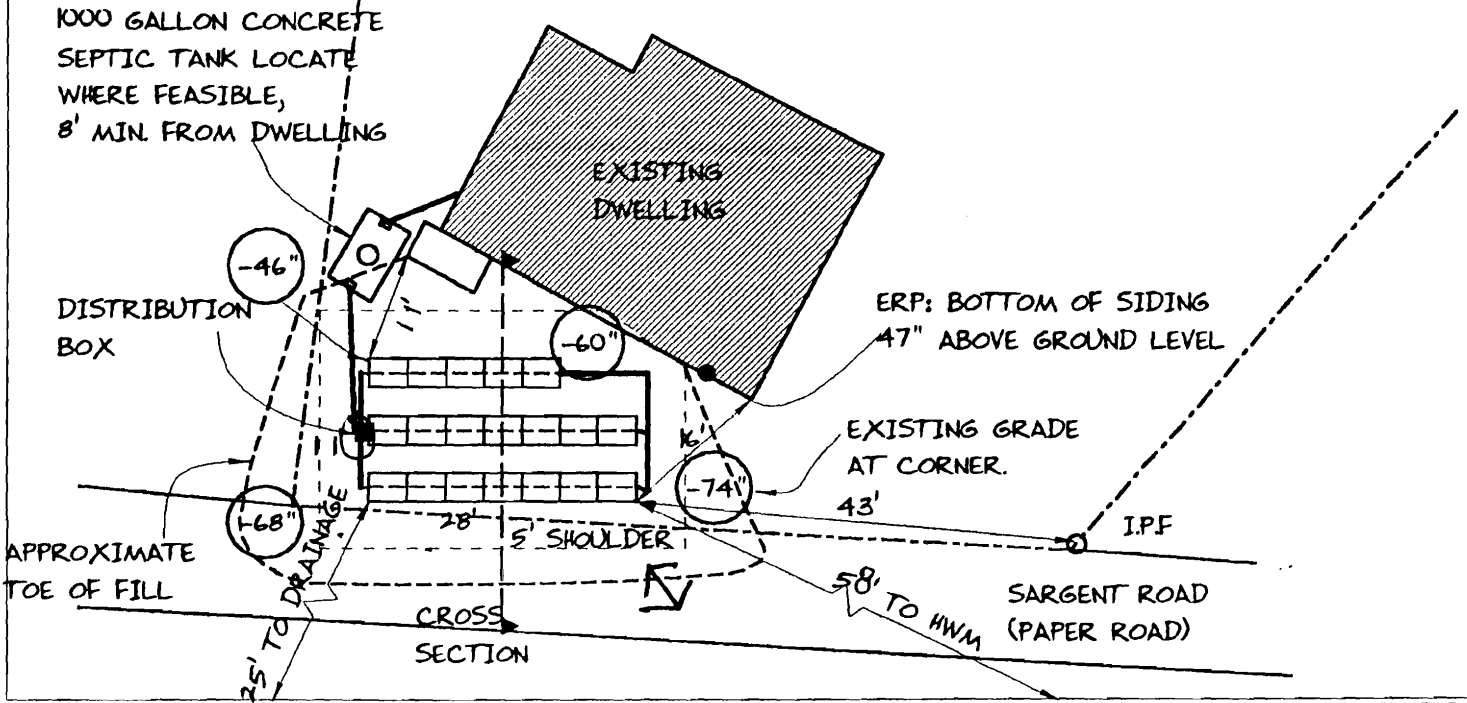 1000 GALLON CONCRETE
SEPTIC TANK LOCATE
WHERE FEASIBLE,
8' MIN. FROM DWELLING
EXISTING
DWELLING
-46"
DISTRIBUTION
BOX
11'
-60"
ERP: BOTTOM OF SIDING
47" ABOVE GROUND LEVEL
16'
EXISTING GRADE
AT CORNER.
-74"
43'
I.P.F
-68"
28'
5' SHOULDER
APPROXIMATE
TOE OF FILL
25' TO DRAINAGE
58' TO HWM
CROSS
SECTION
SARGENT ROAD
(PAPER ROAD)